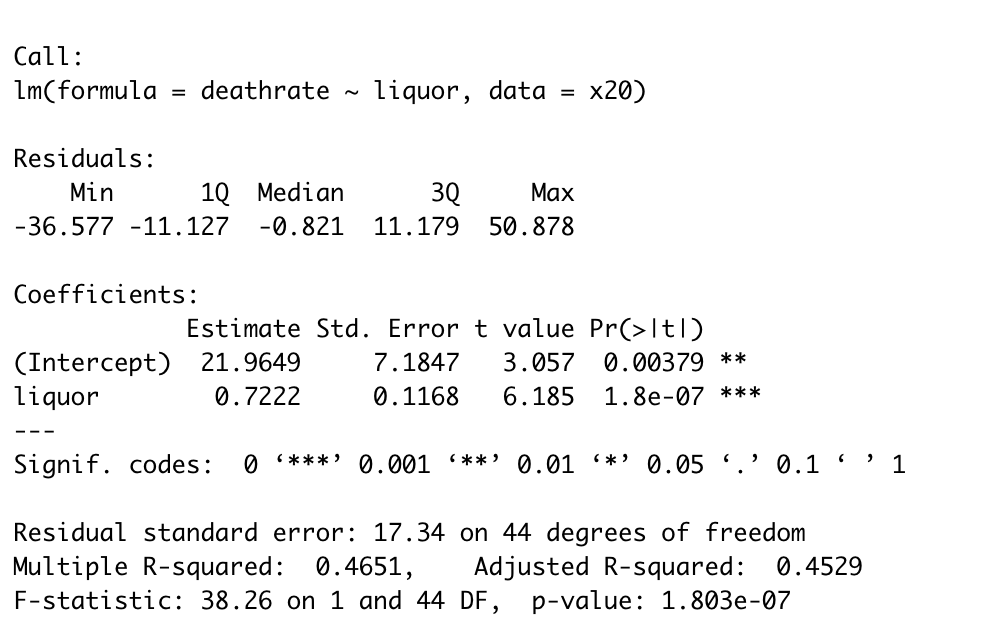 Call:
lm(formula = deathrate ~ liquor, data = x20)
Residuals:
    Min      1Q  Median      3Q     Max
-36.577 -11.127  -0.821  11.179  50.878
Coefficients:
            Estimate Std. Error t value Pr(>|t|)
(Intercept)  21.9649     7.1847   3.057  0.00379 **
liquor        0.7222     0.1168   6.185  1.8e-07 ***
---
Signif. codes:  0 ‘***’ 0.001 ‘**’ 0.01 ‘*’ 0.05 ‘.’ 0.1 ‘ ’ 1
Residual standard error: 17.34 on 44 degrees of freedom
Multiple R-squared:  0.4651,    Adjusted R-squared:  0.4529
F-statistic: 38.26 on 1 and 44 DF,  p-value: 1.803e-07